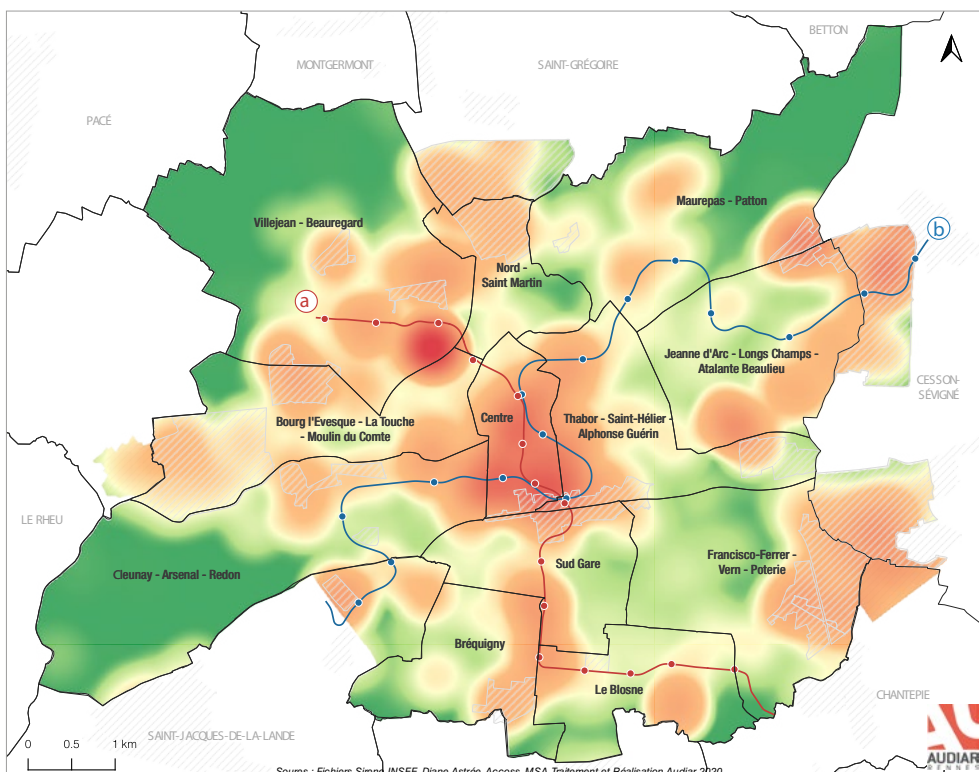 BETTON
MONTGERMONT
SAINT-GRÉGOIRE
PACÉ
Maurepas - Patton
Villejean - Beauregard
b
Nord -
Saint Martin
a
Jeanne d'Arc - Longs Champs -
Atalante Beaulieu
CESSON-
SÉVIGNÉ
Bourg l'Evesque - La Touche
- Moulin du Comte
Centre
Thabor - Saint-Hélier -
Alphonse Guérin
LE RHEU
Cleunay - Arsenal - Redon
Sud Gare
Francisco-Ferrer -
Vern - Poterie
Bréquigny
Le Blosne
CHANTEPIE
SAINT-JACQUES-DE-LA-LANDE
0 0.5 1 km
AUDIAR
RENNES